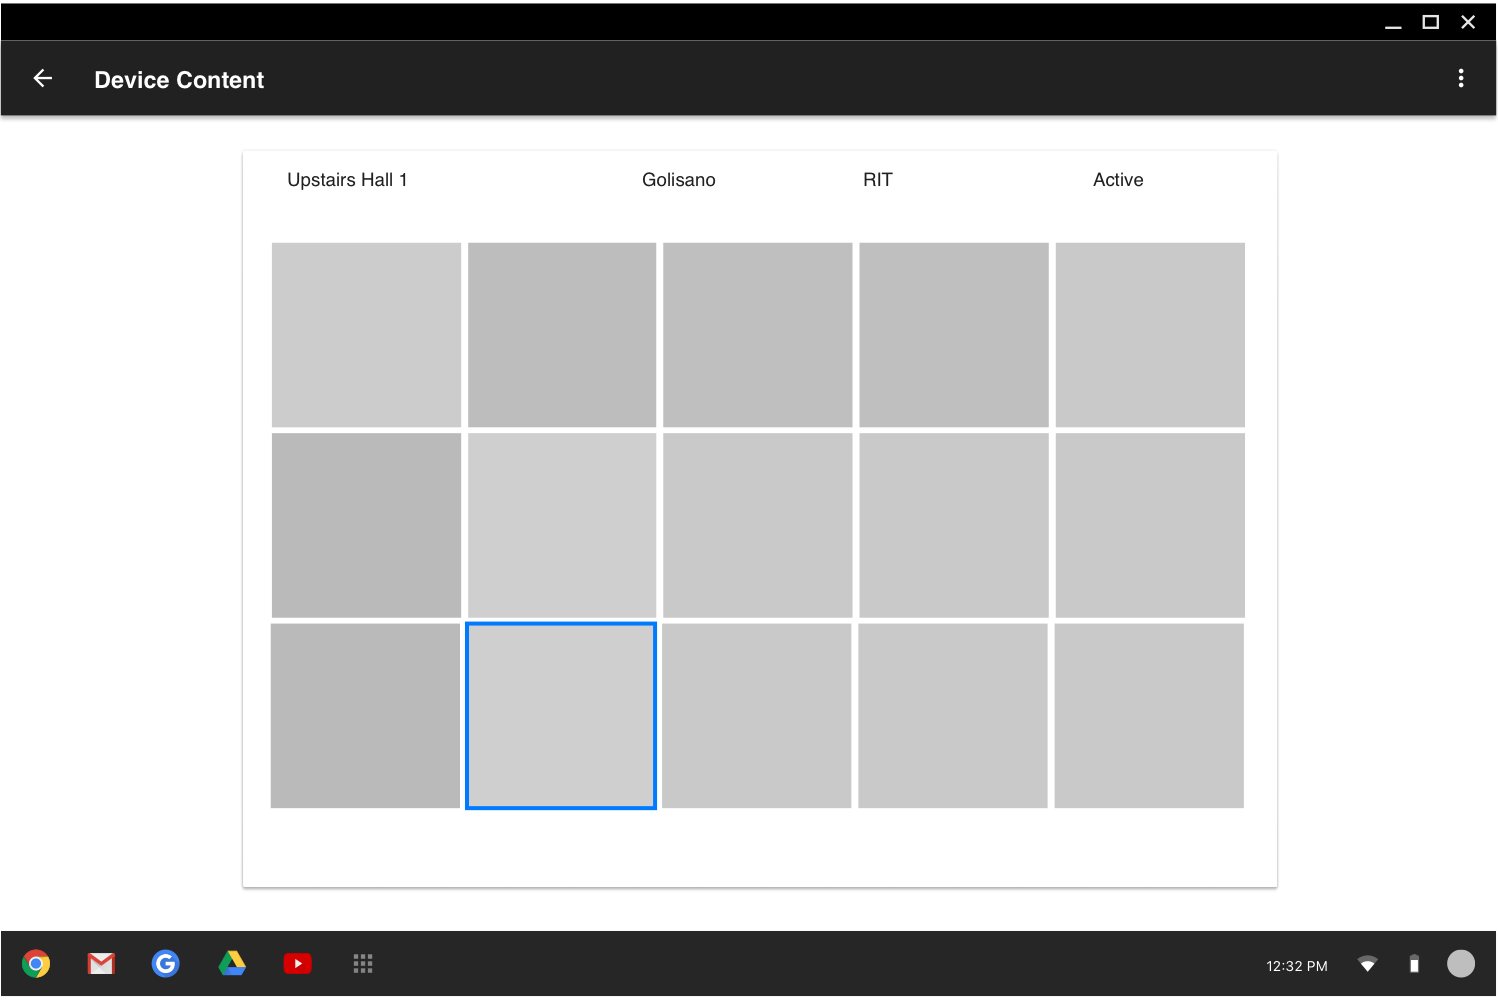 Device Content
Upstairs Hall 1 Golisano RIT Active
12:32 PM